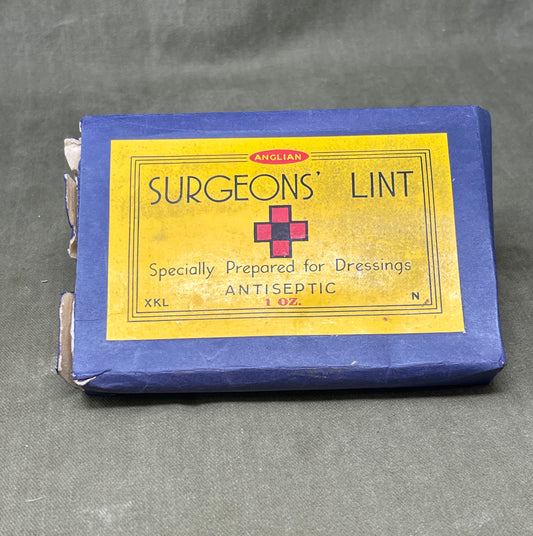 ANGLIAN
SURGEONS' LINT
Specially Prepared for Dressings
ANTISEPTIC
XKL 1 OZ. N